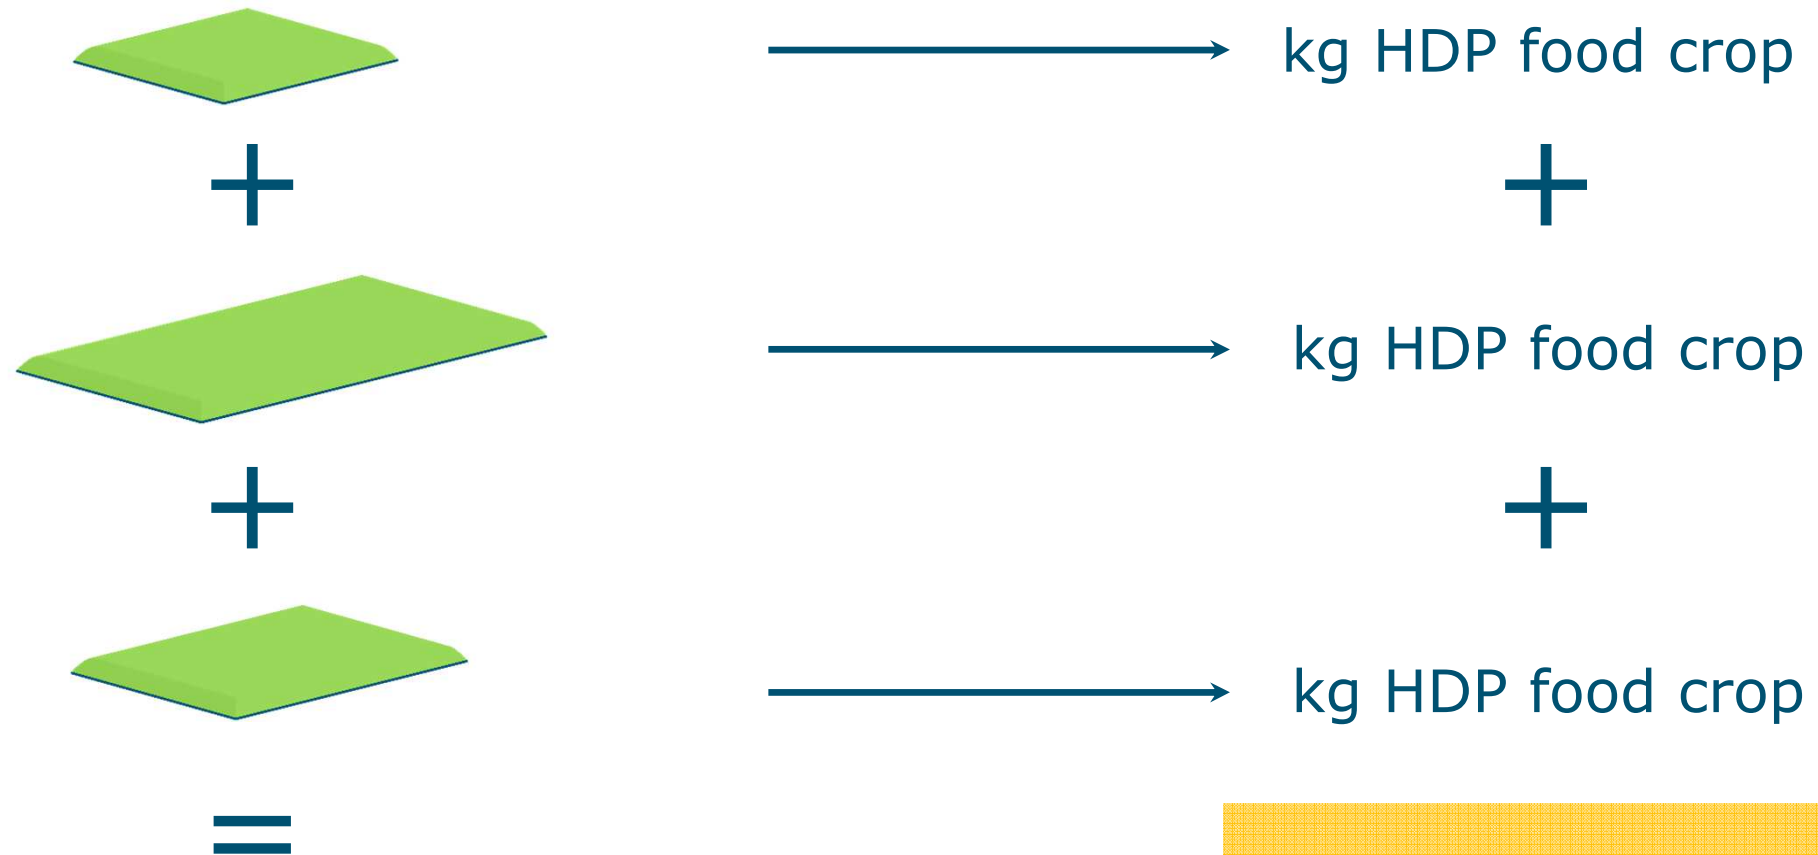 kg HDP food crop
+ +
kg HDP food crop
+ +
kg HDP food crop
=